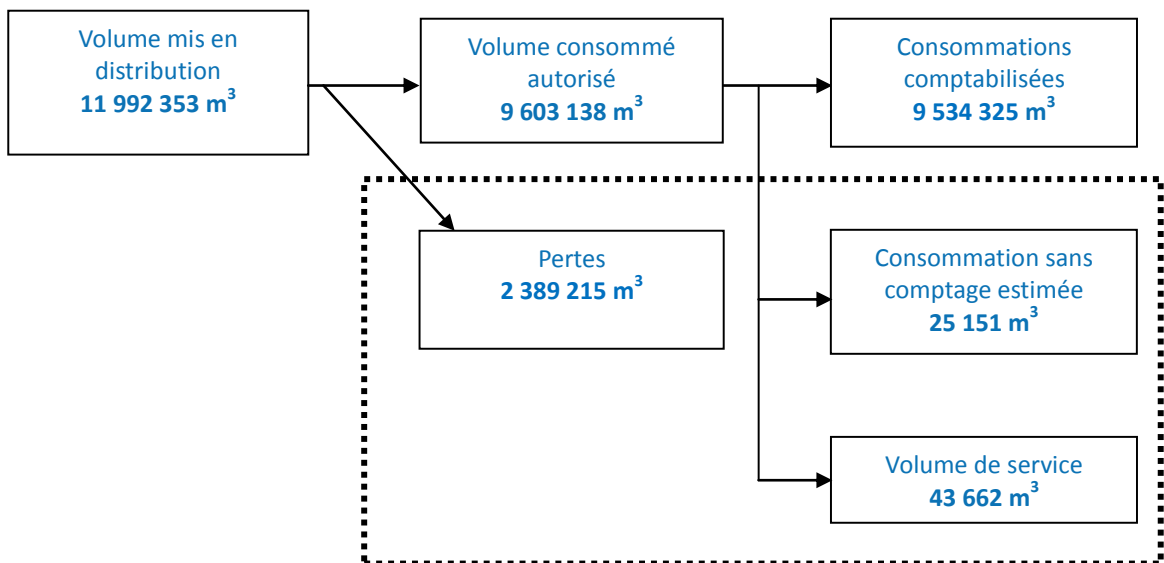 Volume mis en
distribution
11 992 353 m³
Volume consommé
autorisé
9 603 138 m³
Consommations
comptabilisées
9 534 325 m³
Pertes
2 389 215 m³
Consommation sans
comptage estimée
25 151 m³
Volume de service
43 662 m³